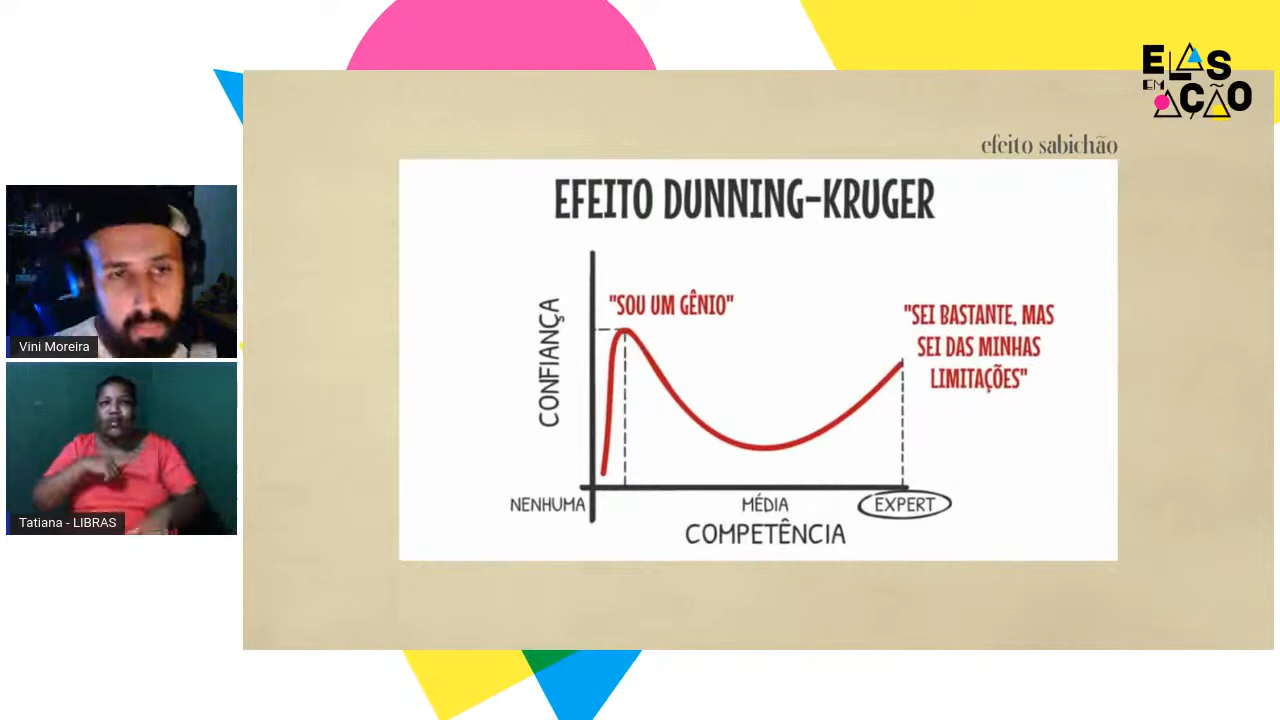 ELAS
EM
AÇÃO
efeito sabichão
EFEITO DUNNING-KRUGER
"SOU UM GÊNIO"
"SEI BASTANTE, MAS
SEI DAS MINHAS
LIMITAÇÕES"
CONFIANÇA
NENHUMA
MÉDIA
EXPERT
COMPETÊNCIA
Vini Moreira
Tatiana - LIBRAS